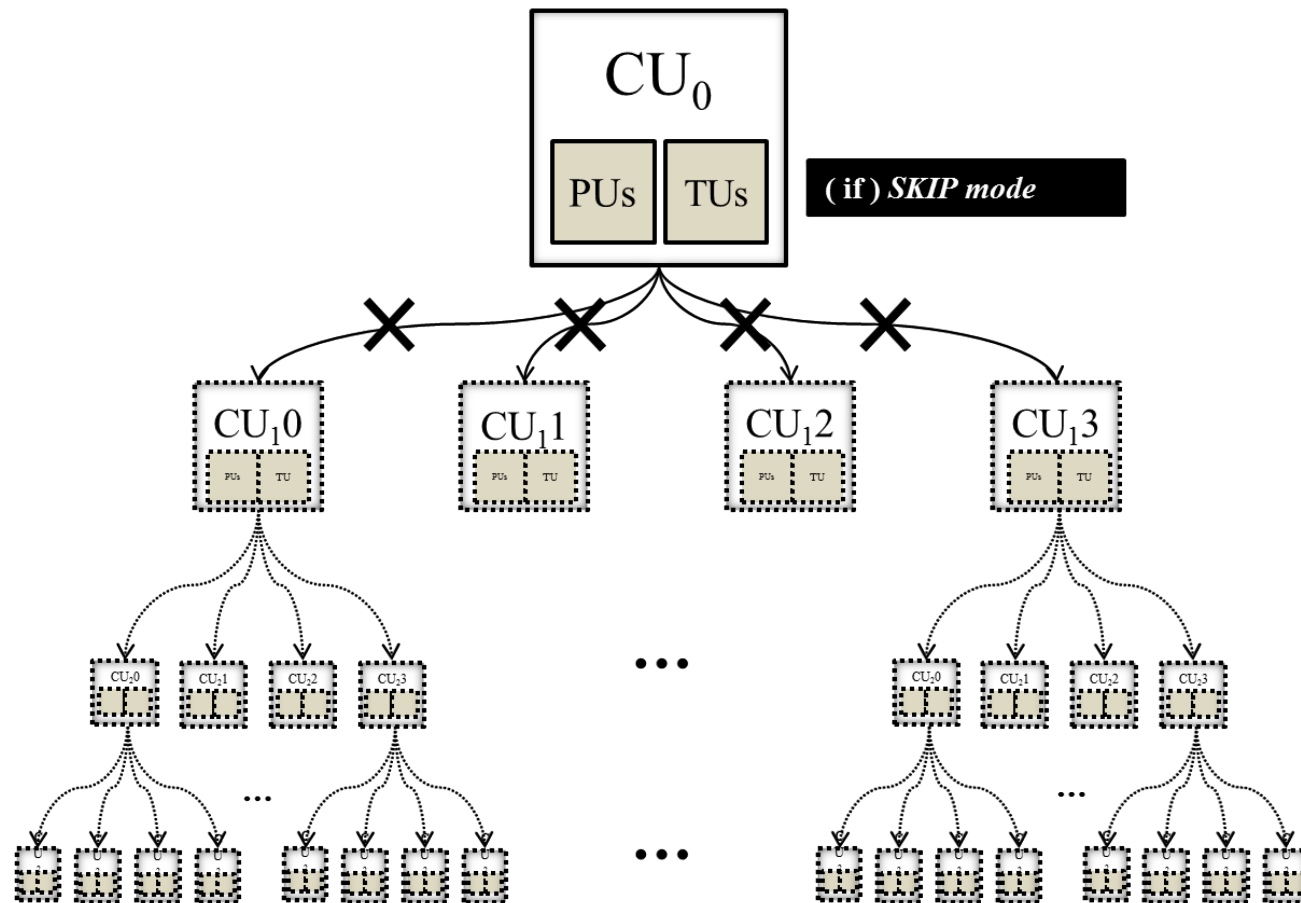 CU₀
PUs TUs
( if ) SKIP mode
CU₁0 CU₁1 CU₁2 CU₁3
PUs TU PUs TU PUs TU PUs TU
CU₂0 CU₂1 CU₂2 CU₂3 ••• CU₂0 CU₂1 CU₂2 CU₂3
... ...
•••